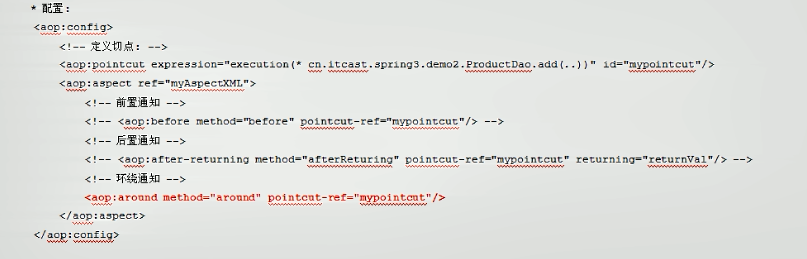 * 配置：
<aop:config>
<!-- 定义切点：-->
<aop:pointcut expression="execution(* cn.itcast.spring3.demo2.ProductDao.add(..))" id="mypointcut"/>
<aop:aspect ref="myAspectXML">
<!-- 前置通知 -->
<!-- <aop:before method="before" pointcut-ref="mypointcut"/> -->
<!-- 后置通知 -->
<!-- <aop:after-returning method="afterReturing" pointcut-ref="mypointcut" returning="returnVal"/> -->
<!-- 环绕通知 -->
<aop:around method="around" pointcut-ref="mypointcut"/>
</aop:aspect>
</aop:config>